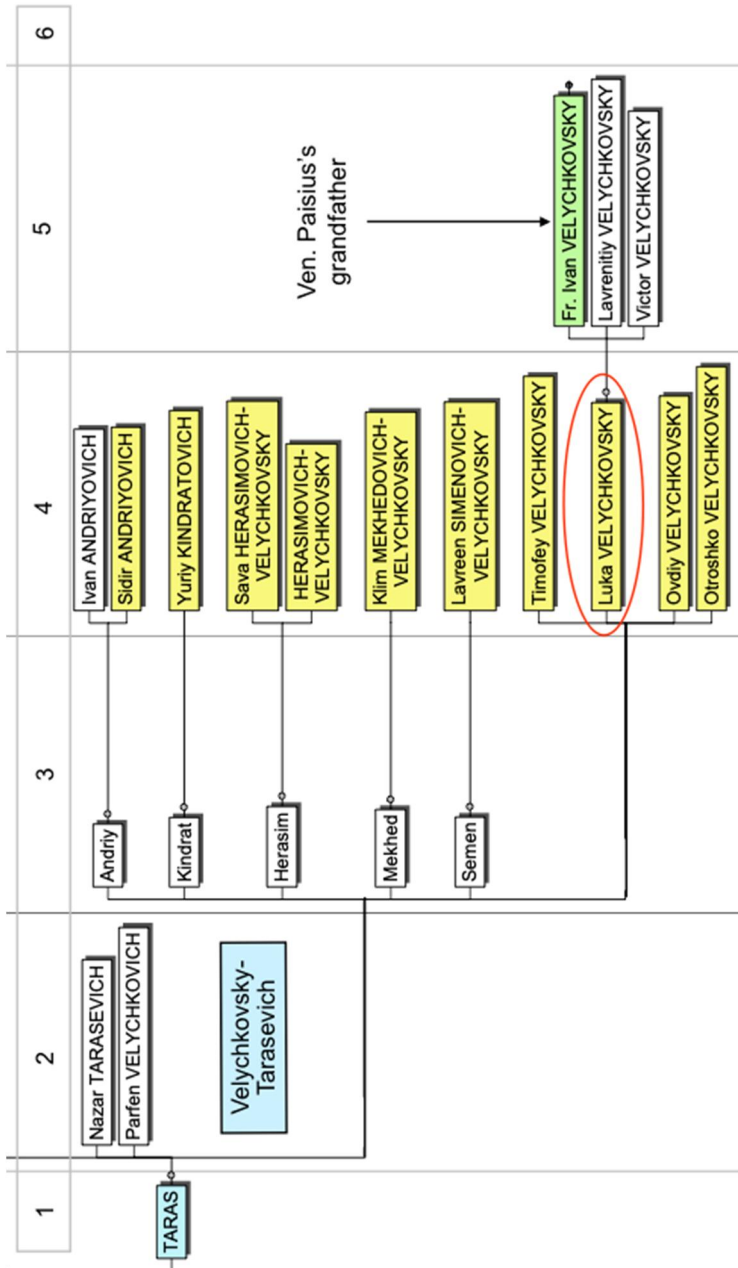 1
2
3
4
5
6
TARAS
Nazar TARASEVICH
Parfen VELYCHKOVICH
Velychkovsky-
Tarasevich
Andriy
Kindrat
Herasim
Mekhed
Semen
Ivan ANDRIYOVICH
Sidir ANDRIYOVICH
Yuriy KINDRATOVICH
Sava HERASIMOVICH-
VELYCHKOVSKY
HERASIMOVICH-
VELYCHKOVSKY
Klim MEKHEDOVICH-
VELYCHKOVSKY
Lavreen SIMENOVICH-
VELYCHKOVSKY
Timofey VELYCHKOVSKY
Luka VELYCHKOVSKY
Ovdiy VELYCHKOVSKY
Otroshko VELYCHKOVSKY
Ven. Paisius's
grandfather
Fr. Ivan VELYCHKOVSKY
Lavrenitiy VELYCHKOVSKY
Victor VELYCHKOVSKY